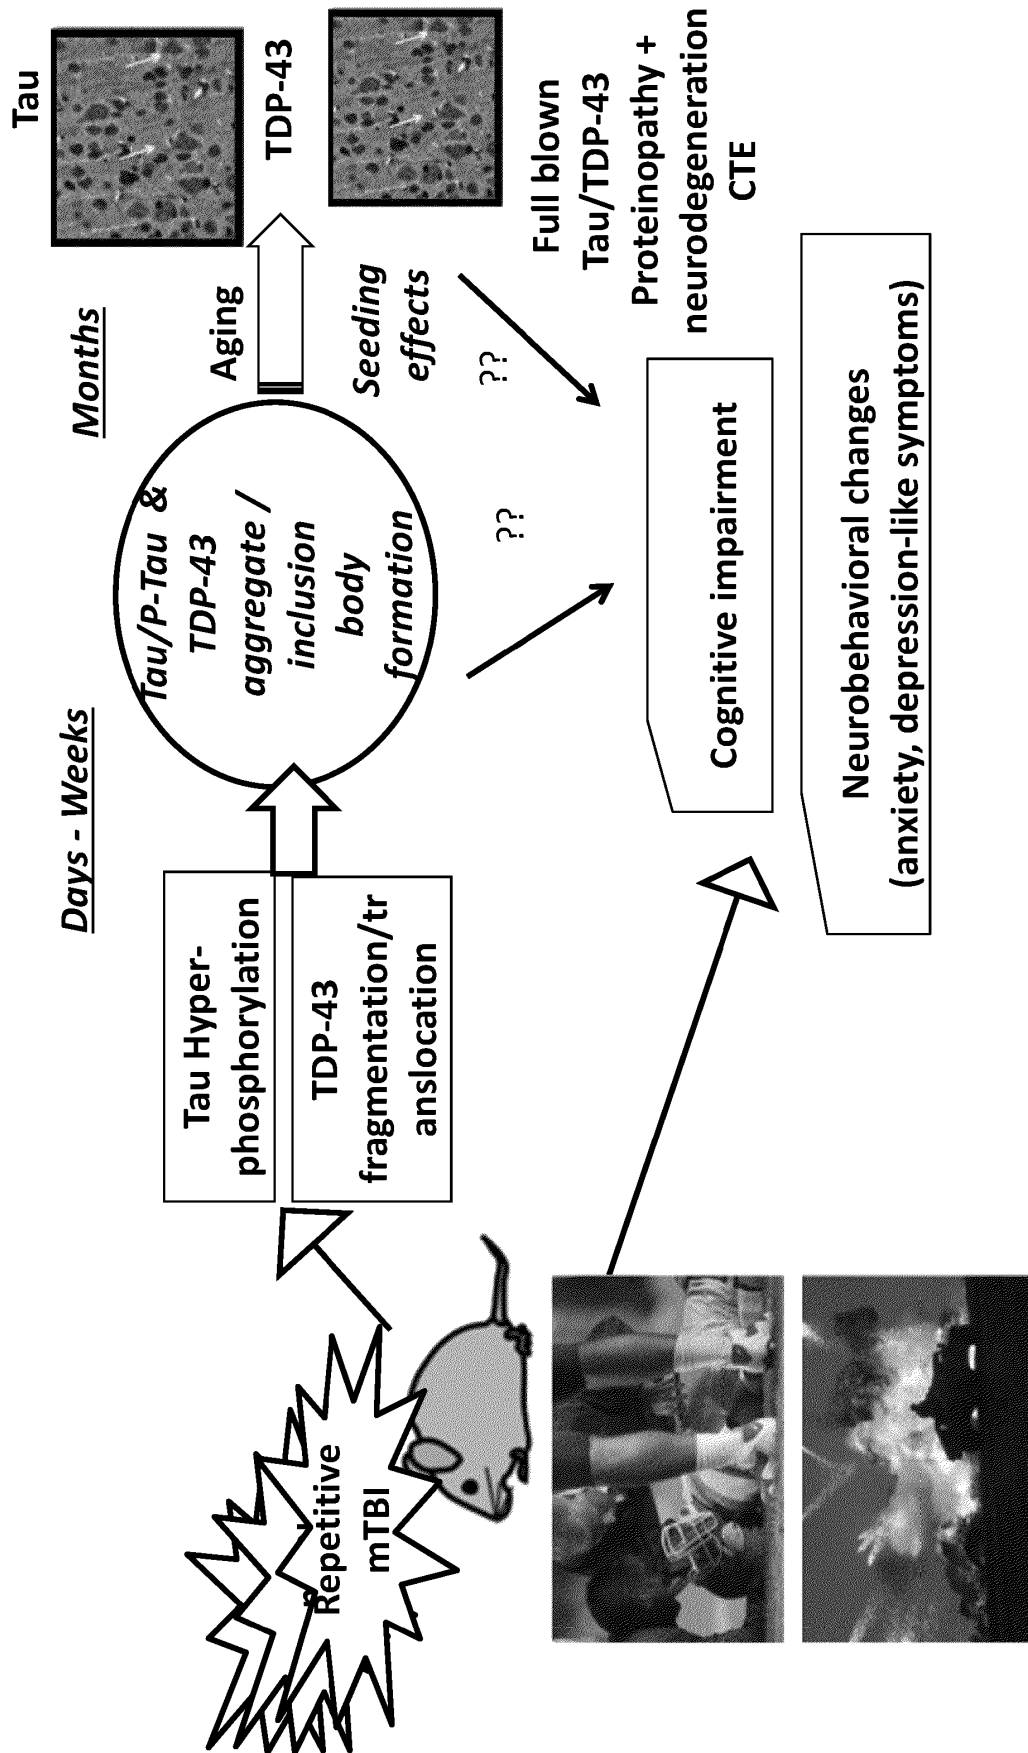 Repetitive
mTBI
Days - Weeks
Tau Hyper-
phosphorylation
TDP-43
fragmentation/tr
anslocation
Tau/P-Tau &
TDP-43
aggregate /
inclusion
body
formation
Months
Aging
Seeding
effects
??
??
Tau
TDP-43
Full blown
Tau/TDP-43
Proteinopathy +
neurodegeneration
CTE
Cognitive impairment
Neurobehavioral changes
(anxiety, depression-like symptoms)